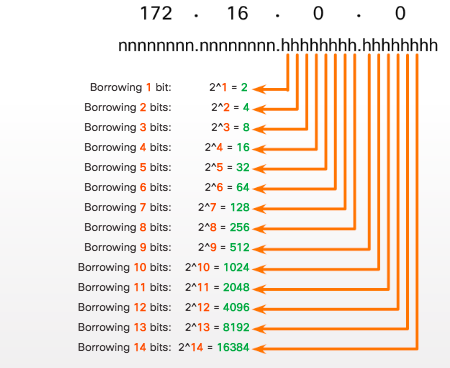 172 . 16 . 0 . 0
nnnnnnnn.nnnnnnnn.hhhhhhhh.hhhhhhhh
Borrowing 1 bit: 2^1 = 2
Borrowing 2 bits: 2^2 = 4
Borrowing 3 bits: 2^3 = 8
Borrowing 4 bits: 2^4 = 16
Borrowing 5 bits: 2^5 = 32
Borrowing 6 bits: 2^6 = 64
Borrowing 7 bits: 2^7 = 128
Borrowing 8 bits: 2^8 = 256
Borrowing 9 bits: 2^9 = 512
Borrowing 10 bits: 2^10 = 1024
Borrowing 11 bits: 2^11 = 2048
Borrowing 12 bits: 2^12 = 4096
Borrowing 13 bits: 2^13 = 8192
Borrowing 14 bits: 2^14 = 16384